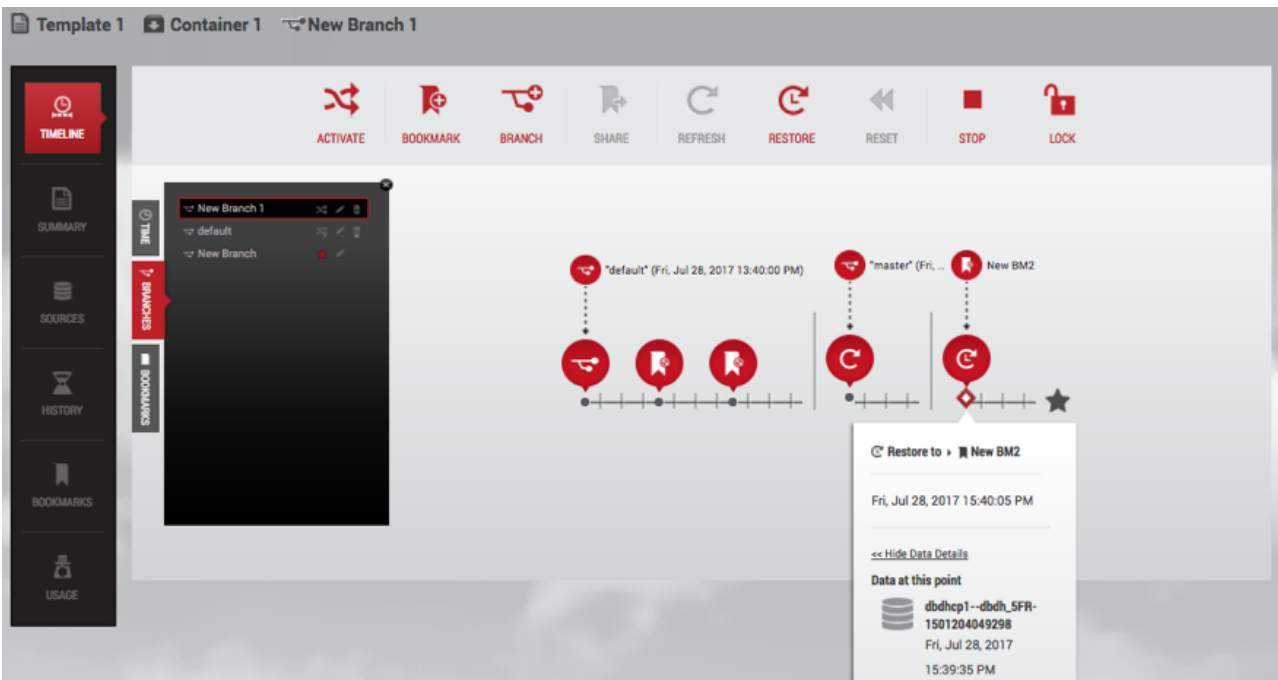 Template 1 Container 1 New Branch 1
TIMELINE
SUMMARY
SOURCES
HISTORY
BOOKMARKS
USAGE
ACTIVATE BOOKMARK BRANCH SHARE REFRESH RESTORE RESET STOP LOCK
TIME
BRANCHES
BOOKMARKS
New Branch 1
default
New Branch
"default" (Fri, Jul 28, 2017 13:40:00 PM)
"master" (Fri, ...
New BM2
Restore to New BM2
Fri, Jul 28, 2017 15:40:05 PM
<< Hide Data Details
Data at this point
dbdhcp1--dbdh_5FR-
1501204049298
Fri, Jul 28, 2017
15:39:35 PM